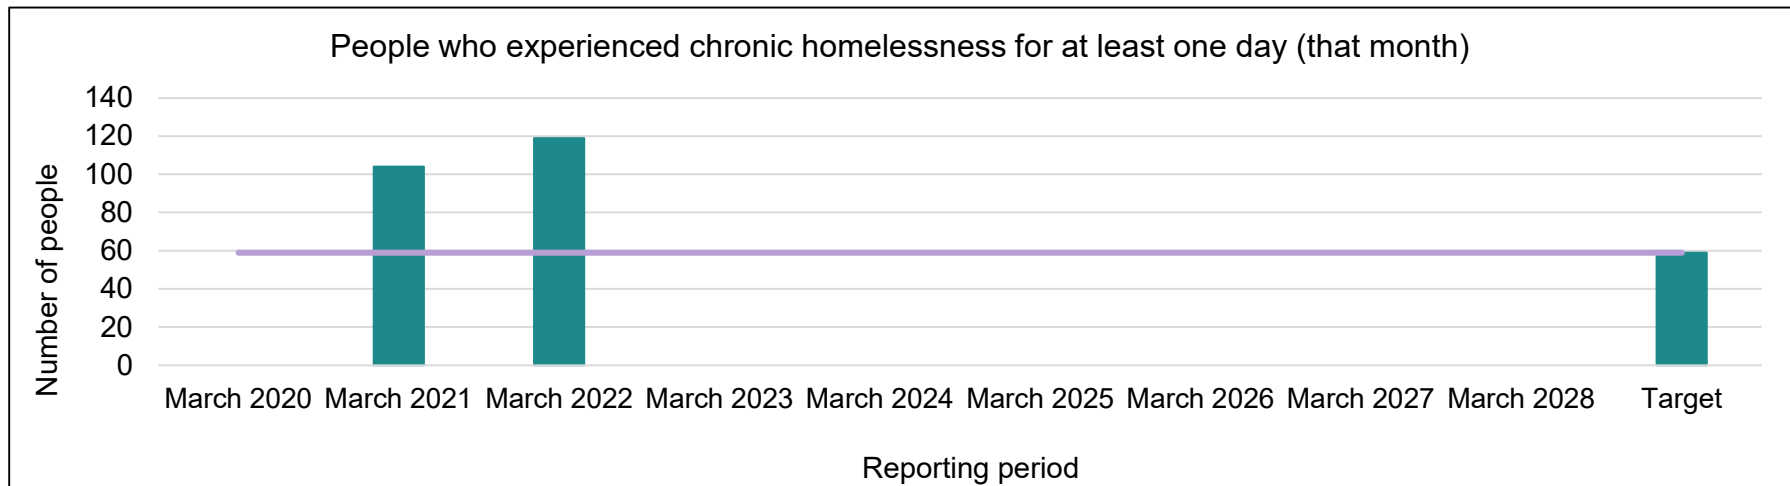 People who experienced chronic homelessness for at least one day (that month)
Number of people
140
120
100
80
60
40
20
0
March 2020 March 2021 March 2022 March 2023 March 2024 March 2025 March 2026 March 2027 March 2028 Target
Reporting period